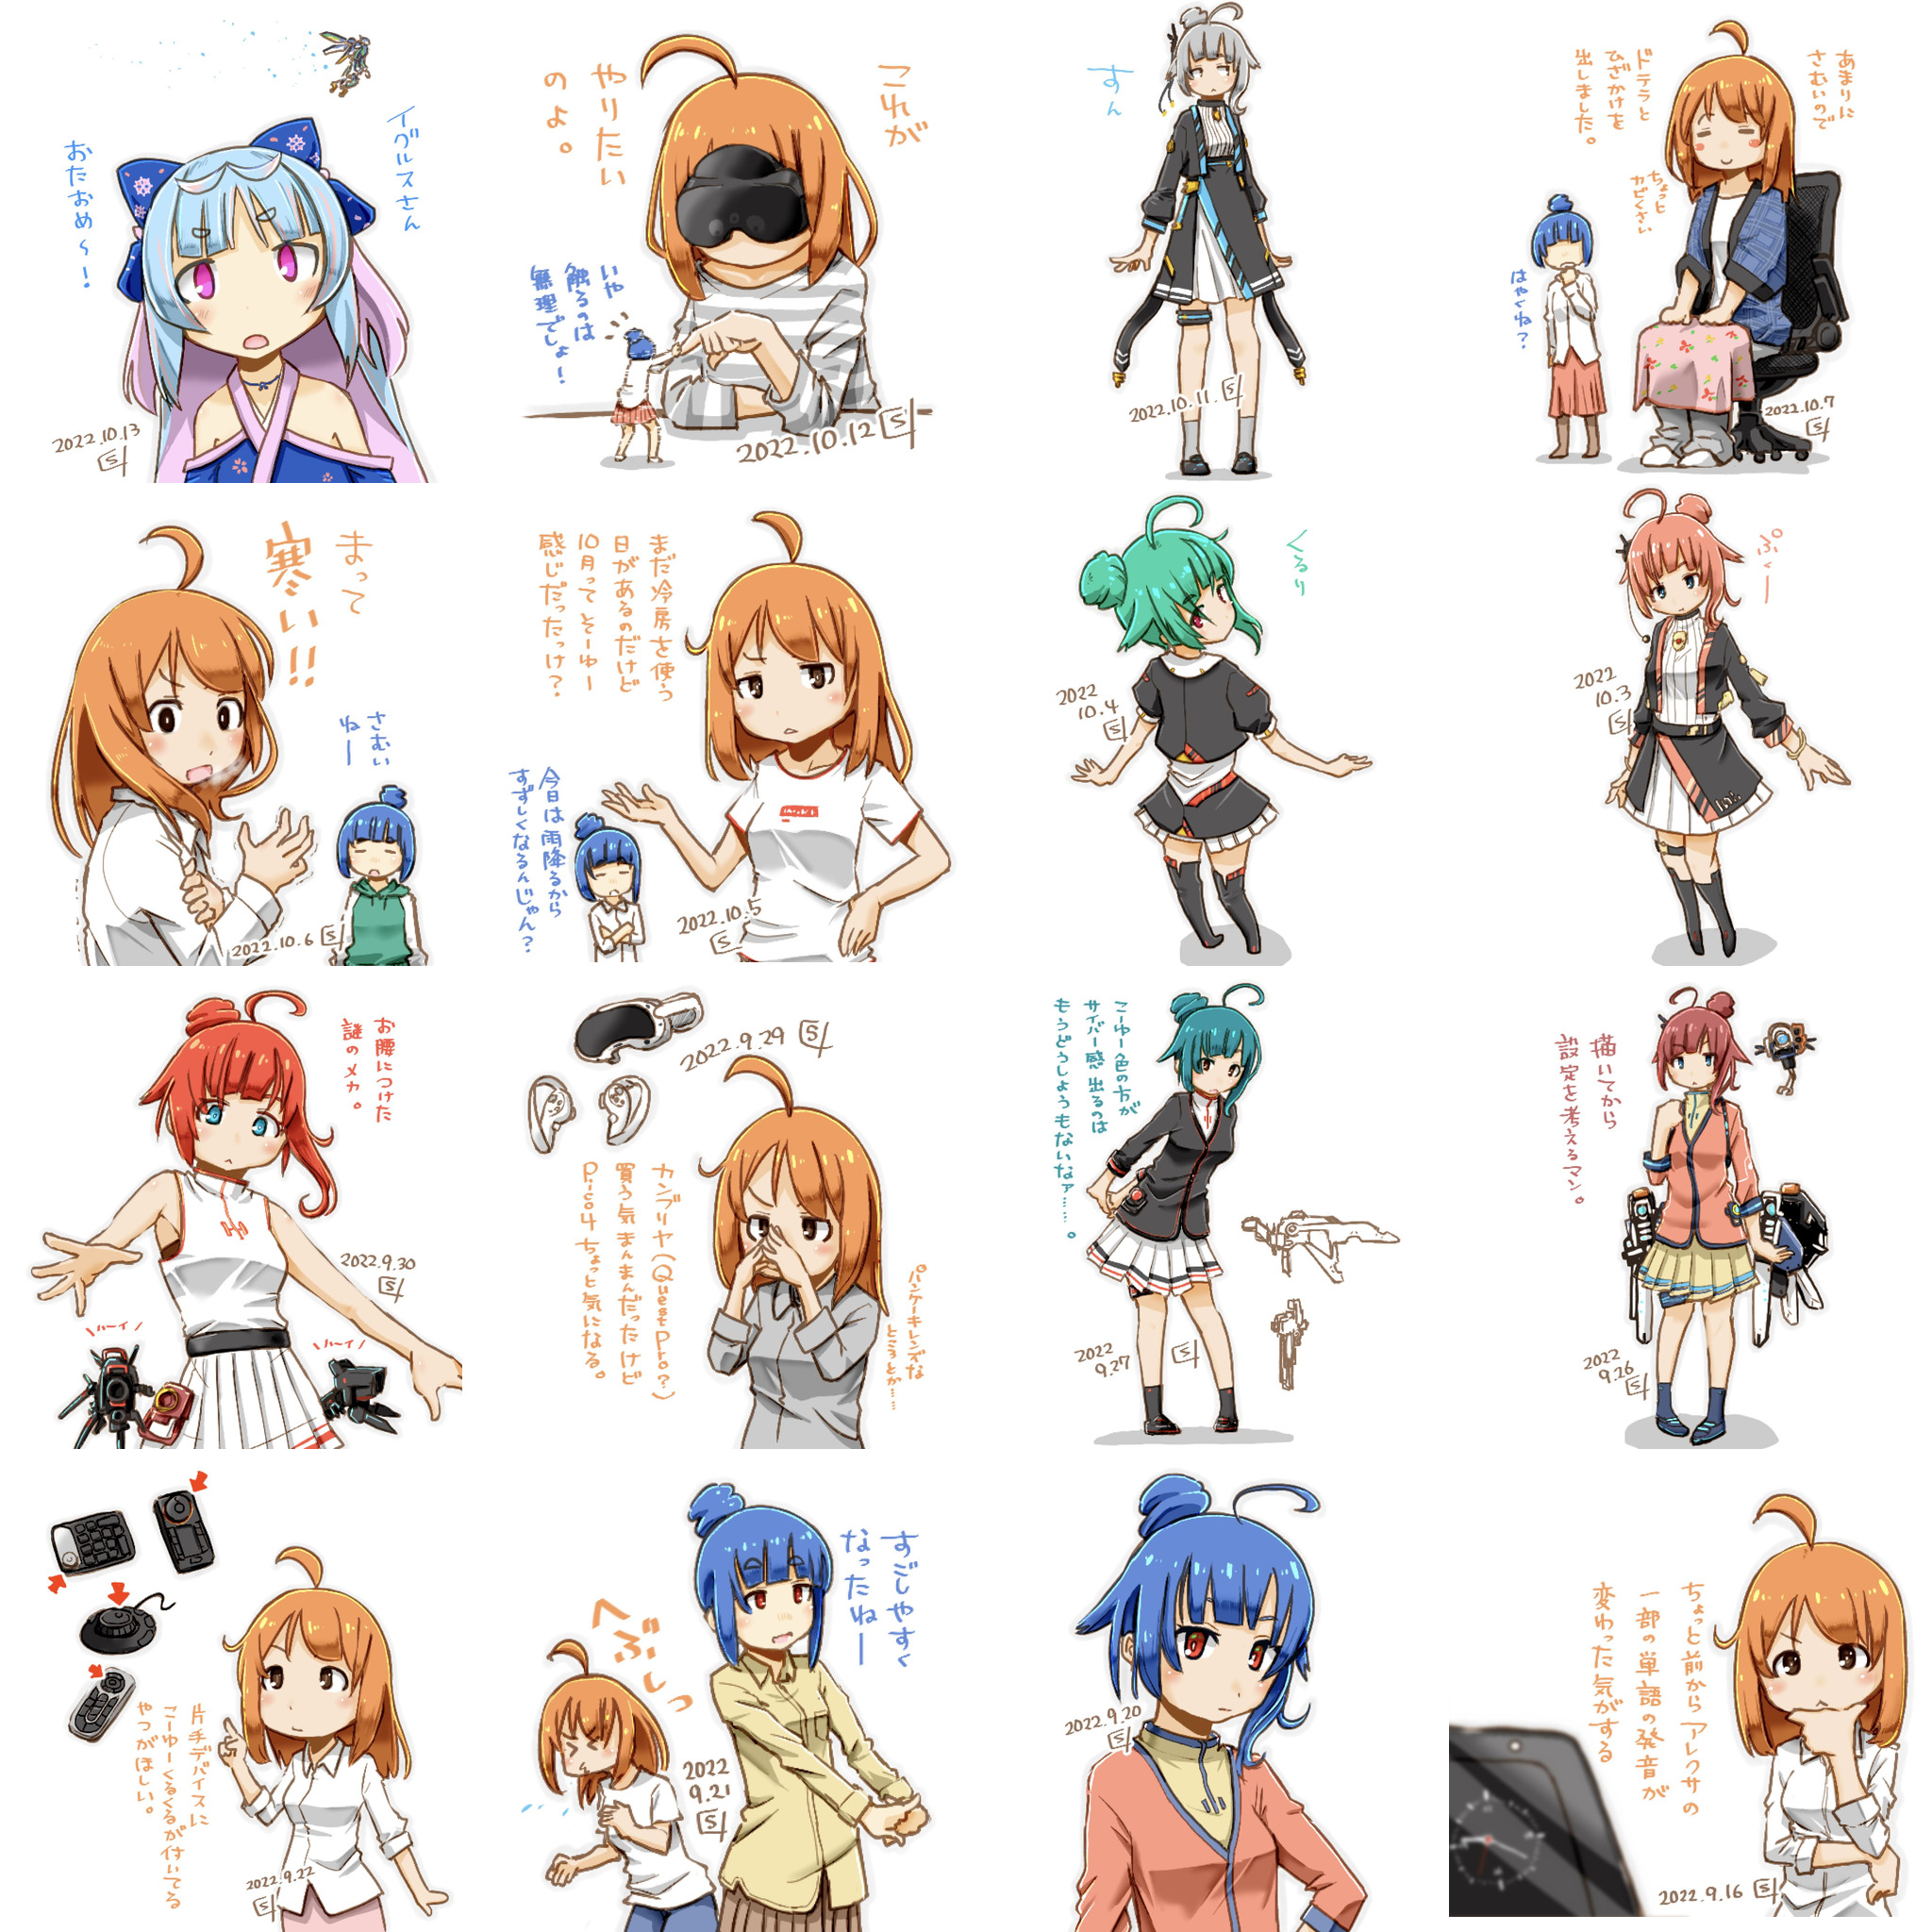 イグルスさん
おたおめ〜！
2022.10.13
これが
やりたい
のよ。
いや
触るのは
無理でしょ！
2022.10.12
すん
2022.10.11.
あまりに
さむいので
ドテラと
ひざかけを
出しました。
ちょっと
カビくさい
はやくね？
2022.10.7
まって
寒い!!
さむい
ねー
2022.10.6
まだ冷房を使う
日があるのだけど
10月ってそーゆー
感じだったっけ？
今日は雨降るから
すずしくなるんじゃん？
2022.10.5
くるり
2022
10.4
ぷいー
2022
10.3
お腰につけた
謎のメカ。
2022.9.30
\ハーイ/
\ハーイ/
2022.9.29
カンブリヤ(Quest Pro？)
買う気まんまんだったけど
Pico4ちょっと気になる。
パンケーキレンズな
ところとか……
こーゆー色の方が
サイバー感出るのは
もうどうしようもないなァ……。
2022
9.27
描いてから
設定を考えるマン。
2022
9.26
片手デバイスに
こーゆーくるくるが付いてる
やつがほしい。
2022.9.22
すごしやすく
なったねー
へぶしっ
2022
9.21
2022.9.20
ちょっと前からアレクサの
一部の単語の発音が
変わった気がする
2022.9.16